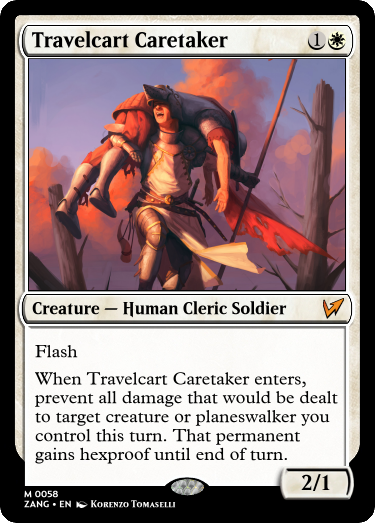 Travelcart Caretaker 1
Creature — Human Cleric Soldier
Flash
When Travelcart Caretaker enters,
prevent all damage that would be dealt
to target creature or planeswalker you
control this turn. That permanent
gains hexproof until end of turn.
2/1
M 0058
ZANG • EN Korenzo Tomaselli